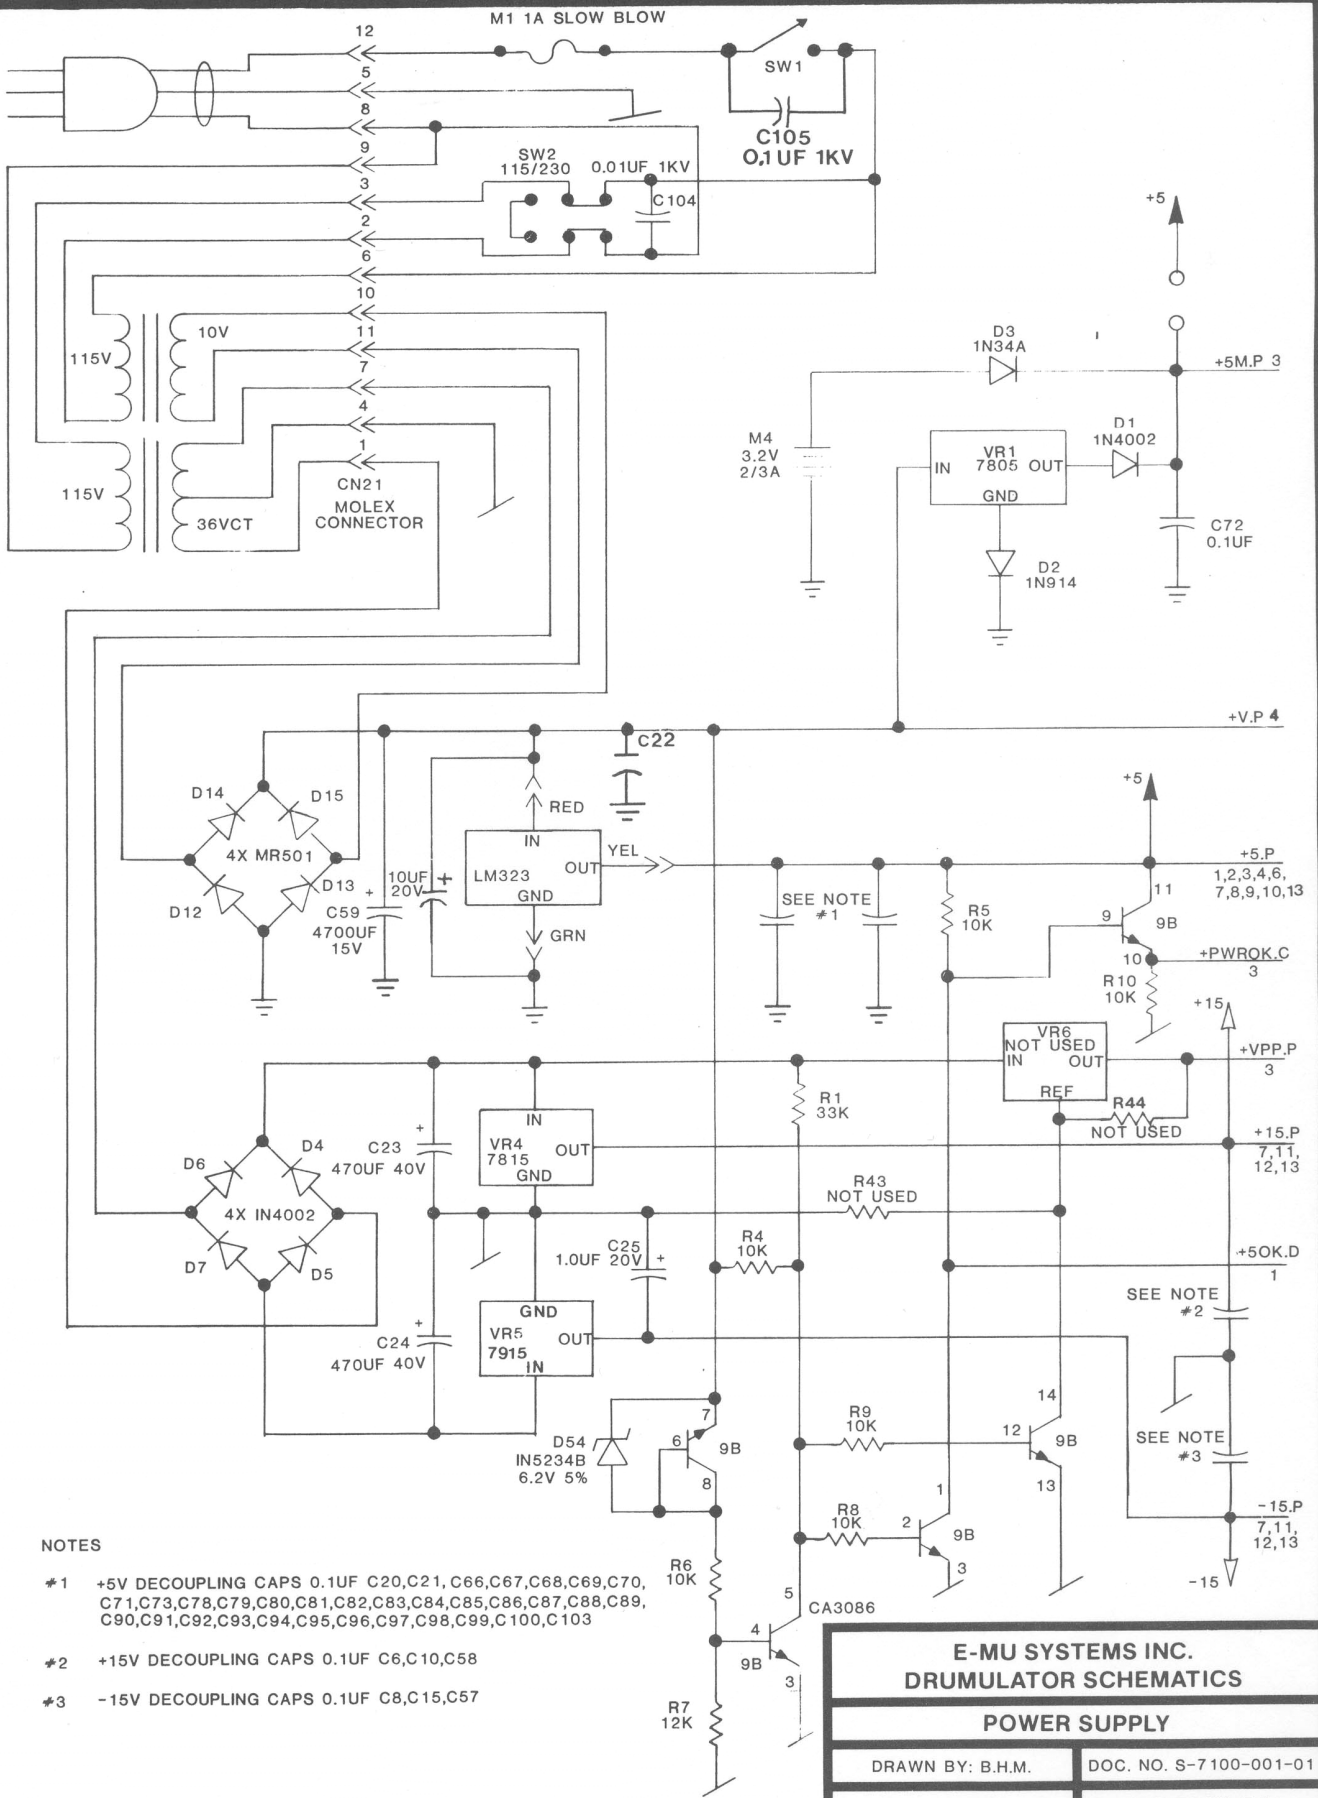 M1 1A SLOW BLOW
12
5
8
9
3
2
6
10
11
7
4
1
SW1
C105
0.1UF 1KV
SW2
115/230
0.01UF 1KV
C104
115V
10V
115V
36VCT
CN21
MOLEX
CONNECTOR
+5
D3
1N34A
+5M.P 3
M4
3.2V
2/3A
IN
VR1
7805
OUT
GND
D1
1N4002
D2
1N914
C72
0.1UF
+V.P 4
C22
D14
D15
4X MR501
D12
D13
C59
+
4700UF
15V
10UF
20V
+
RED
IN
LM323
OUT
GND
YEL
GRN
SEE NOTE
#1
R5
10K
+5
+5.P
1,2,3,4,6,
7,8,9,10,13
11
9
9B
10
+PWROK.C
3
R10
10K
+15
VR6
NOT USED
IN
OUT
REF
+VPP.P
3
R44
NOT USED
R1
33K
+15.P
7,11,
12,13
IN
VR4
7815
OUT
GND
+
C23
470UF 40V
D6
D4
4X IN4002
D7
D5
R43
NOT USED
R4
10K
C25
1.0UF 20V
+
+5OK.D
1
SEE NOTE
#2
GND
VR5
7915
OUT
IN
+
C24
470UF 40V
D54
IN5234B
6.2V 5%
7
6
9B
8
R9
10K
14
12
9B
13
SEE NOTE
#3
R8
10K
1
2
9B
3
-15.P
7,11,
12,13
-15
R6
10K
5
CA3086
4
9B
3
R7
12K
NOTES
#1 +5V DECOUPLING CAPS 0.1UF C20,C21,C66,C67,C68,C69,C70,
C71,C73,C78,C79,C80,C81,C82,C83,C84,C85,C86,C87,C88,C89,
C90,C91,C92,C93,C94,C95,C96,C97,C98,C99,C100,C103
#2 +15V DECOUPLING CAPS 0.1UF C6,C10,C58
#3 -15V DECOUPLING CAPS 0.1UF C8,C15,C57
E-MU SYSTEMS INC.
DRUMULATOR SCHEMATICS
POWER SUPPLY
DRAWN BY: B.H.M.
DOC. NO. S-7100-001-01